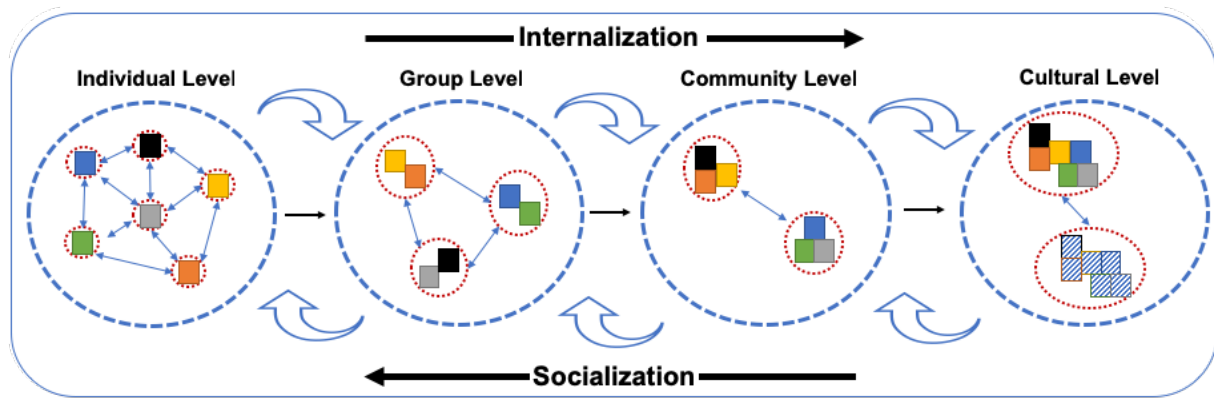 Internalization
Individual Level
Group Level
Community Level
Cultural Level
Socialization